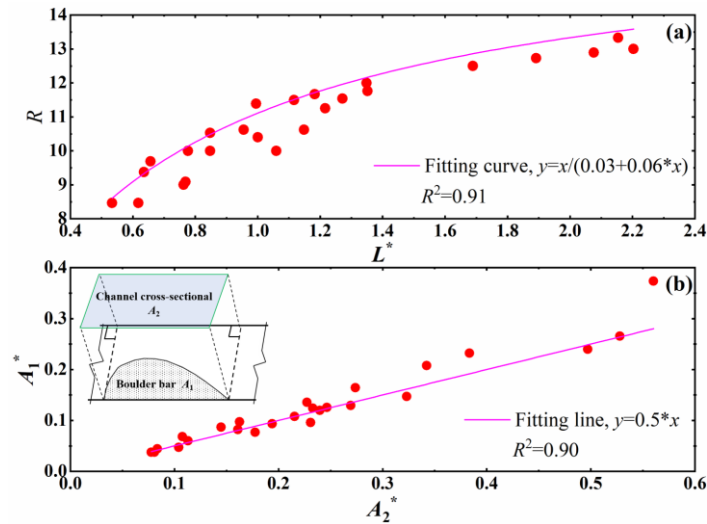 14
13
12
11
10
9
8
R
(a)
Fitting curve, y=x/(0.03+0.06*x)
R²=0.91
0.4 0.6 0.8 1.0 1.2 1.4 1.6 1.8 2.0 2.2 2.4
L*
0.4
0.3
0.2
0.1
0.0
A₁*
(b)
Channel cross-sectional
A₂
Boulder bar A₁
Fitting line, y=0.5*x
R²=0.90
0.0 0.1 0.2 0.3 0.4 0.5 0.6
A₂*